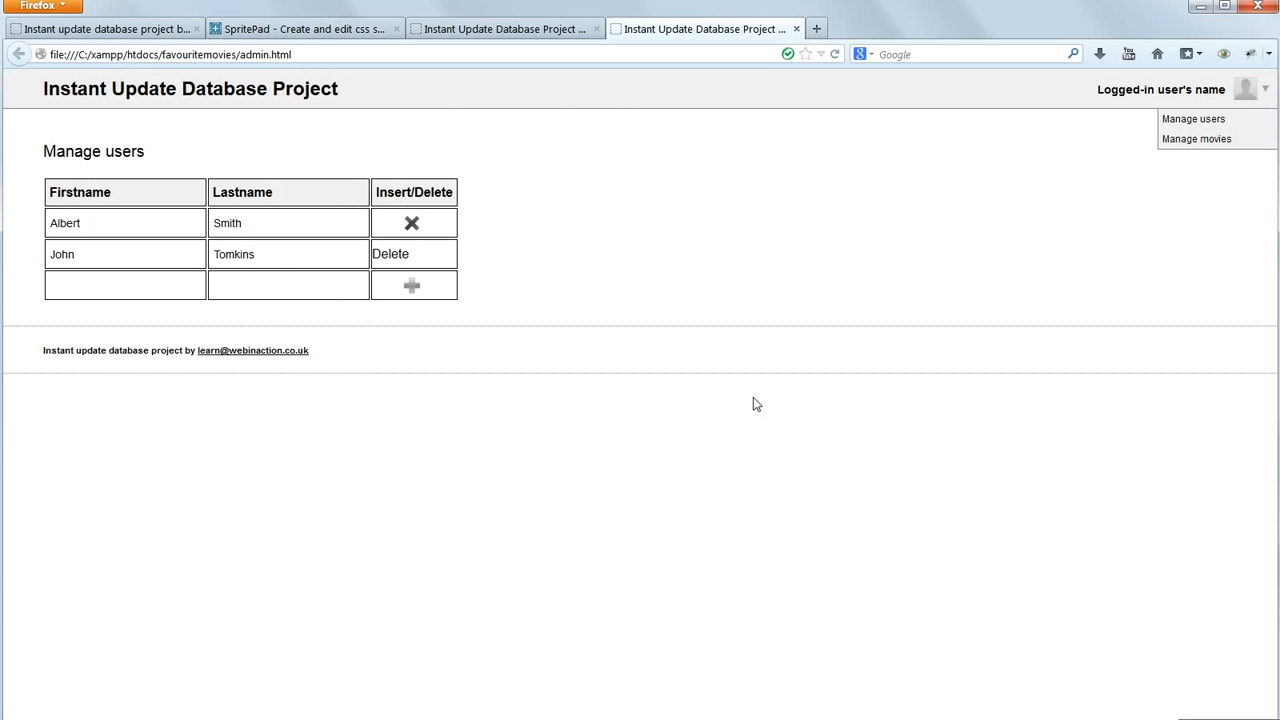 Firefox
Instant update database project b...
SpritePad - Create and edit css s...
Instant Update Database Project ...
Instant Update Database Project ...
file:///C:/xampp/htdocs/favouritemovies/admin.html
Google
Instant Update Database Project
Logged-in user's name
Manage users
Manage movies
Manage users
Firstname Lastname Insert/Delete
Albert Smith
John Tomkins Delete
Instant update database project by learn@webinaction.co.uk